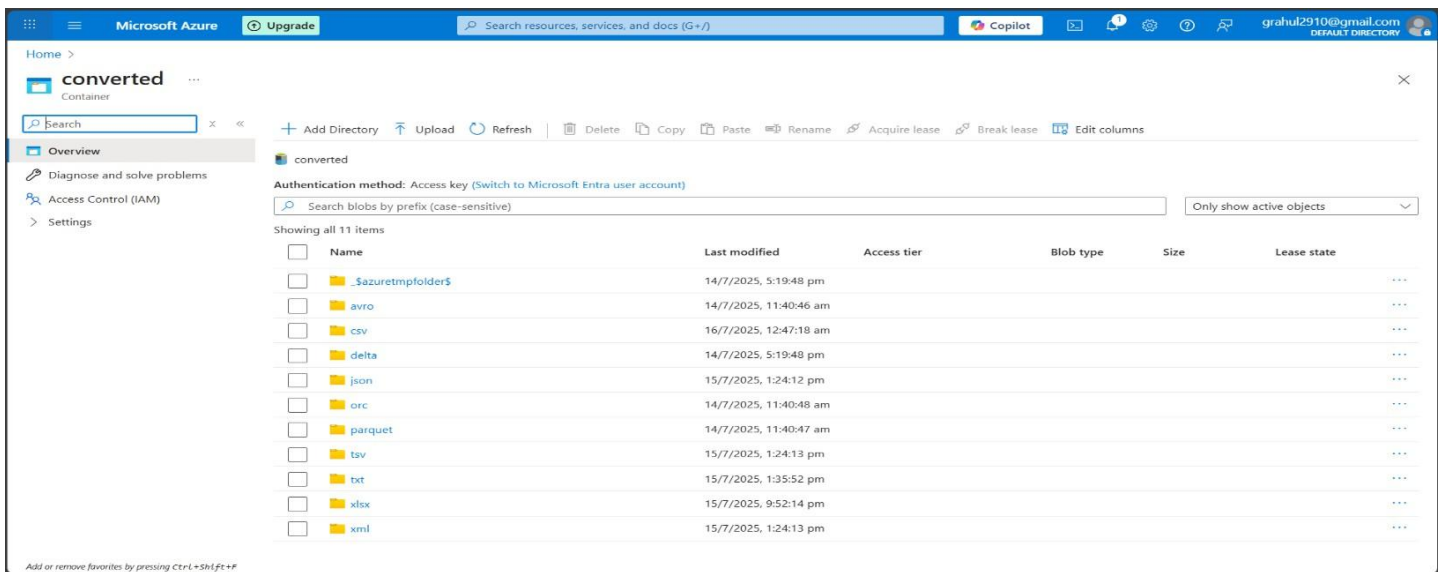 Microsoft Azure Upgrade Search resources, services, and docs (G+/) Copilot 1 grahul2910@gmail.com
DEFAULT DIRECTORY
Home >
converted ...
Container
Search
Add Directory Upload Refresh Delete Copy Paste Rename Acquire lease Break lease Edit columns
Overview
Diagnose and solve problems
Access Control (IAM)
Settings
converted
Authentication method: Access key (Switch to Microsoft Entra user account)
Search blobs by prefix (case-sensitive) Only show active objects
Showing all 11 items
Name Last modified Access tier Blob type Size Lease state
_$azuretmpfolder$ 14/7/2025, 5:19:48 pm ...
avro 14/7/2025, 11:40:46 am ...
csv 16/7/2025, 12:47:18 am ...
delta 14/7/2025, 5:19:48 pm ...
json 15/7/2025, 1:24:12 pm ...
orc 14/7/2025, 11:40:48 am ...
parquet 14/7/2025, 11:40:47 am ...
tsv 15/7/2025, 1:24:13 pm ...
txt 15/7/2025, 1:35:52 pm ...
xlsx 15/7/2025, 9:52:14 pm ...
xml 15/7/2025, 1:24:13 pm ...
Add or remove favorites by pressing Ctrl+Shift+F